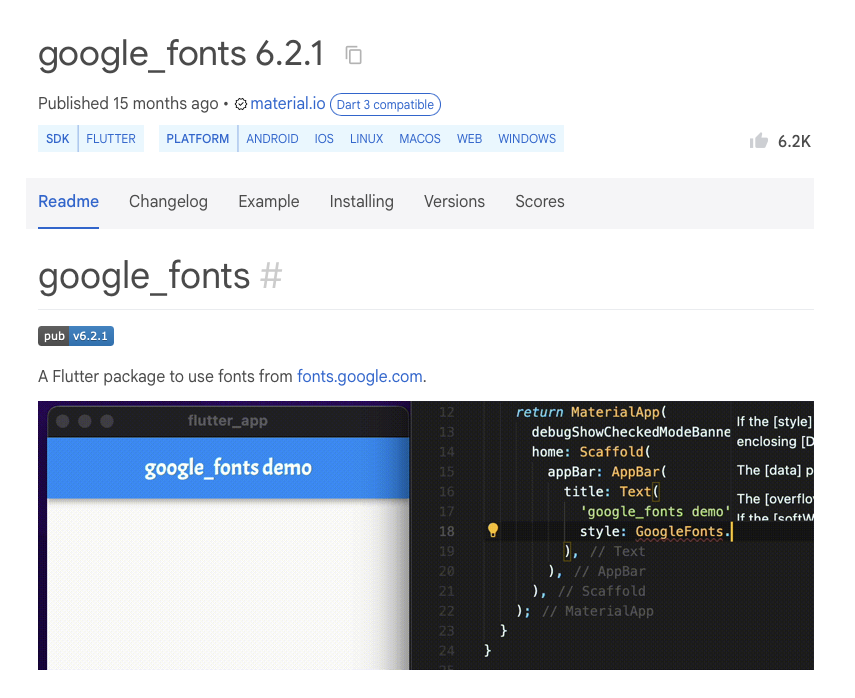 google_fonts 6.2.1
Published 15 months ago • material.io Dart 3 compatible
SDK FLUTTER PLATFORM ANDROID IOS LINUX MACOS WEB WINDOWS
6.2K
Readme Changelog Example Installing Versions Scores
google_fonts #
pub v6.2.1
A Flutter package to use fonts from fonts.google.com.
flutter_app
google_fonts demo
12 return MaterialApp(
13 debugShowCheckedModeBanne
14 home: Scaffold(
15 appBar: AppBar(
16 title: Text(
17 'google_fonts demo'
18 style: GoogleFonts.
19 ), // Text
20 ), // AppBar
21 ), // Scaffold
22 ); // MaterialApp
23 }
24 }
25
If the [style]
enclosing [D
The [data] p
The [overflo
If the [softW